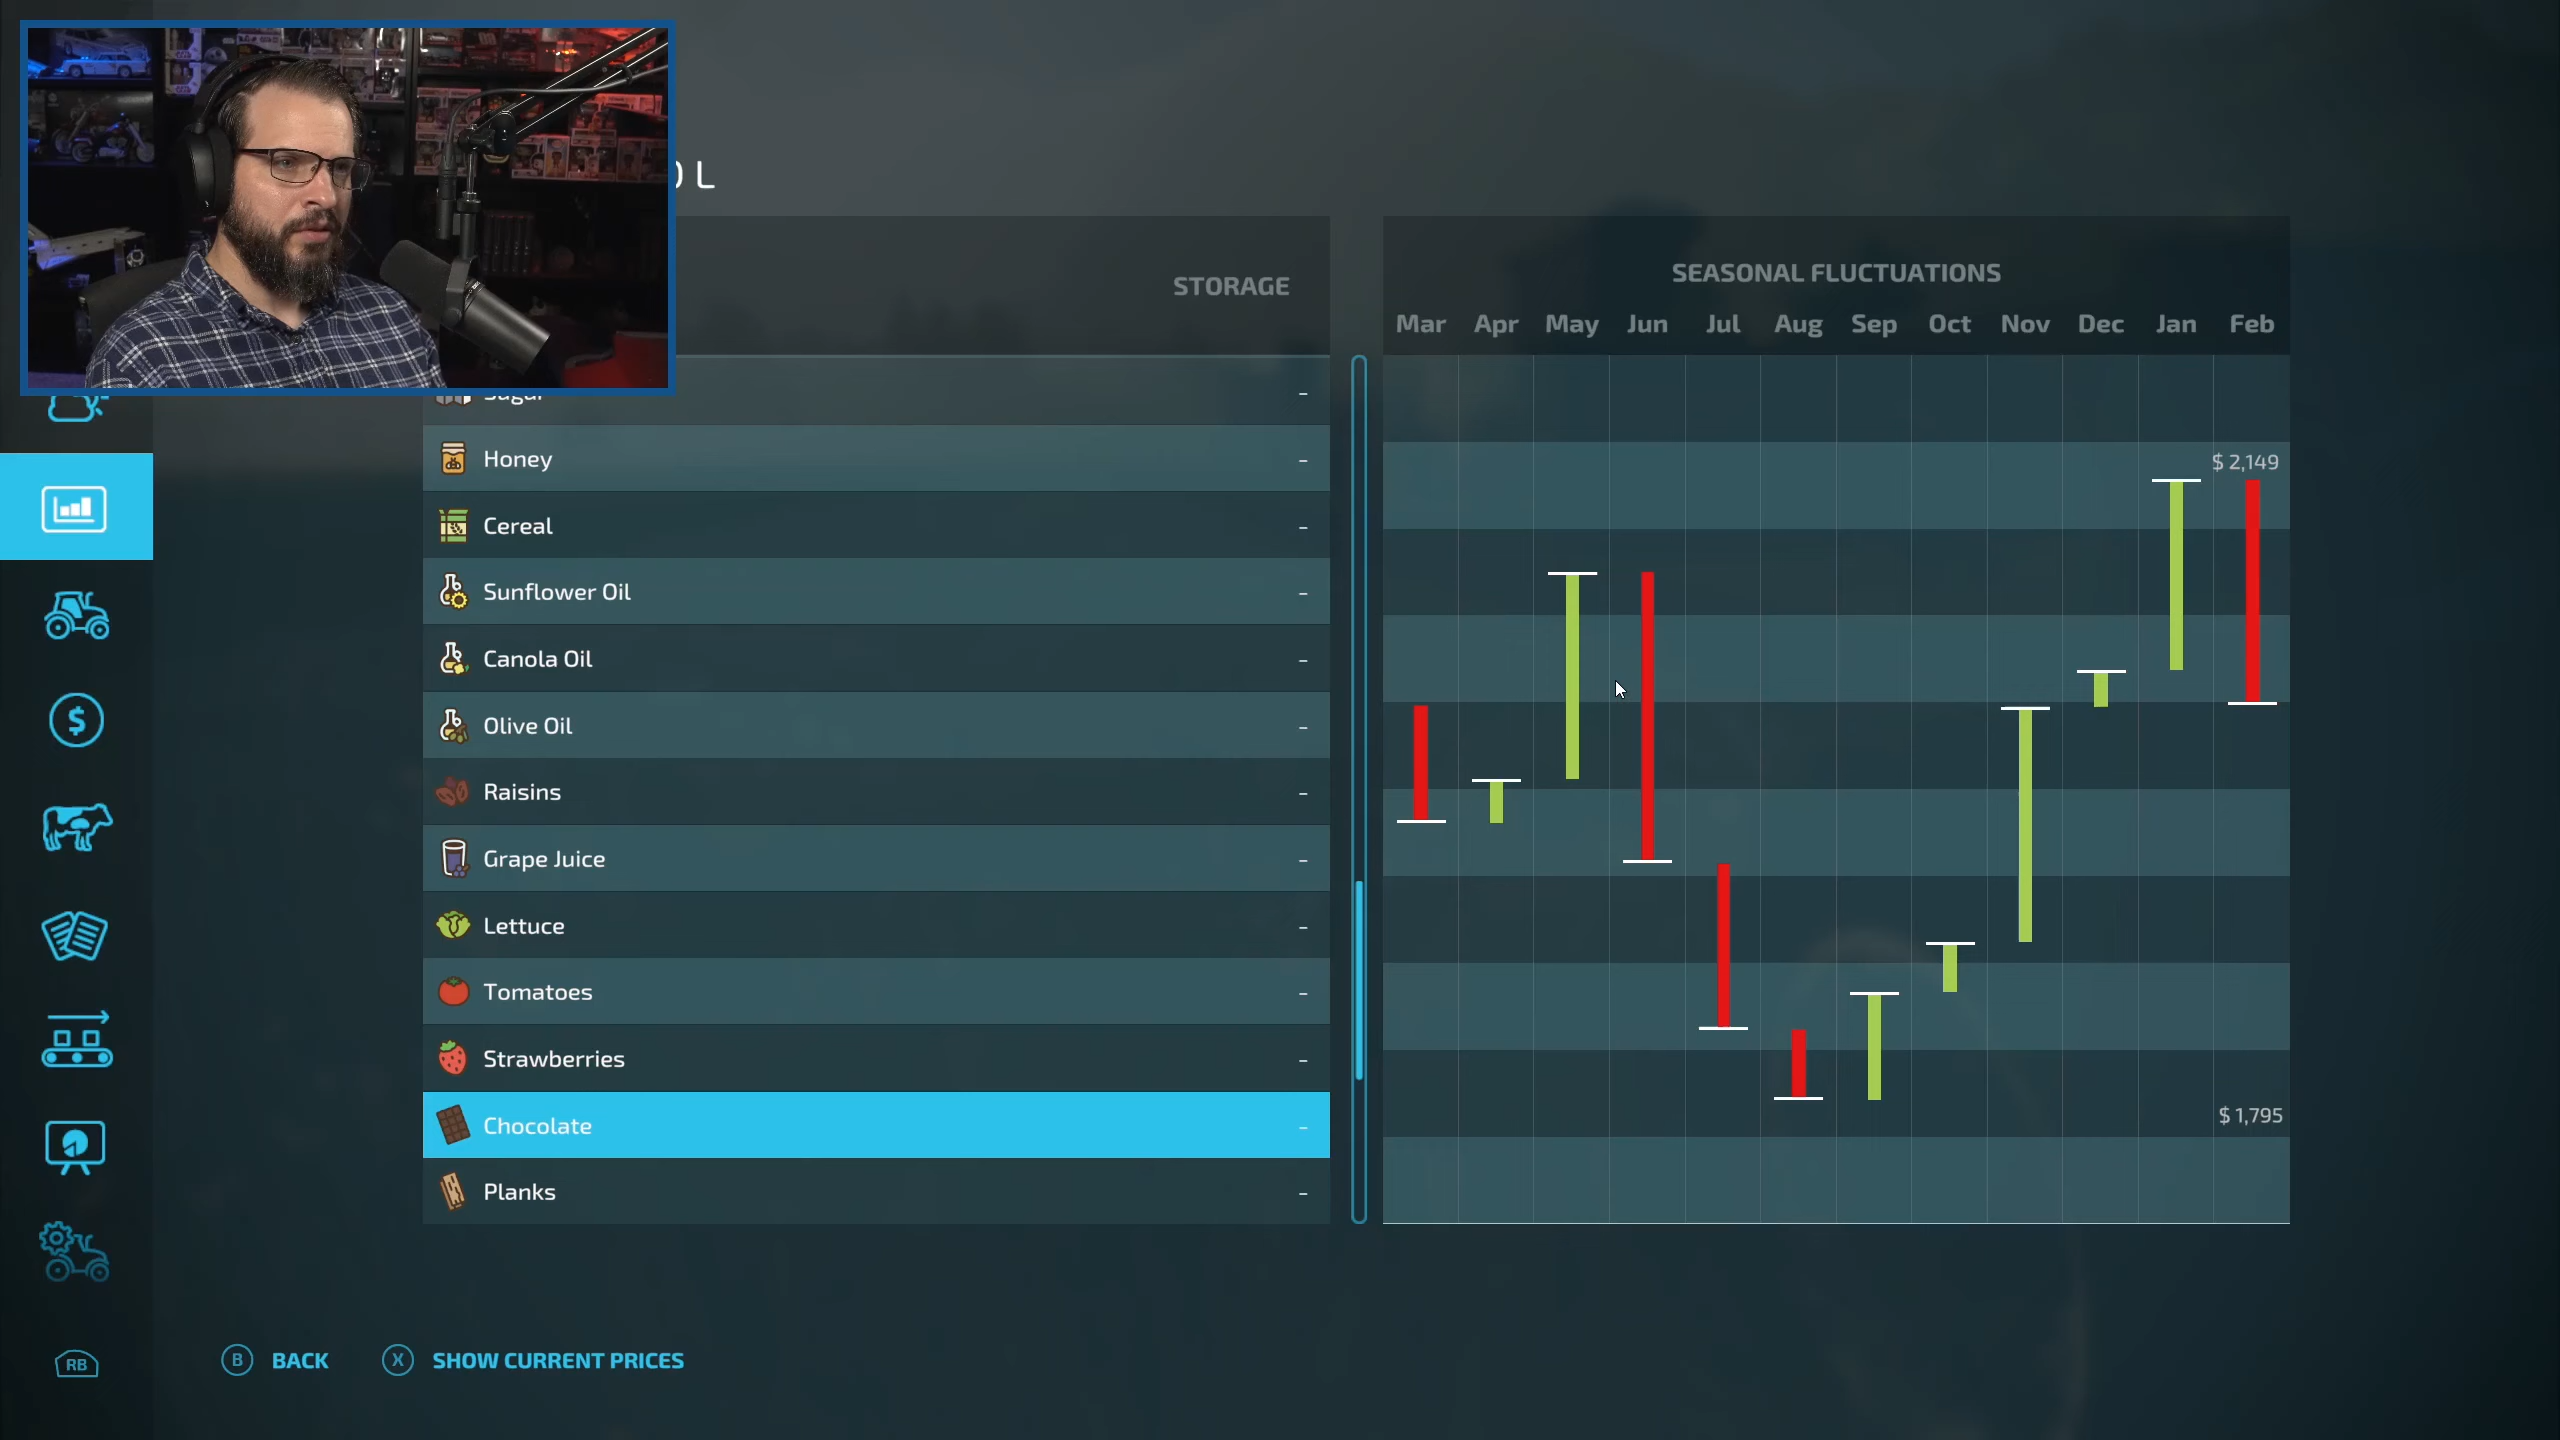 OL
STORAGE
SEASONAL FLUCTUATIONS
Mar Apr May Jun Jul Aug Sep Oct Nov Dec Jan Feb
Sugar -
Honey -
Cereal -
Sunflower Oil -
Canola Oil -
Olive Oil -
Raisins -
Grape Juice -
Lettuce -
Tomatoes -
Strawberries -
Chocolate -
Planks -
$ 2,149
$ 1,795
$
RB
B BACK X SHOW CURRENT PRICES